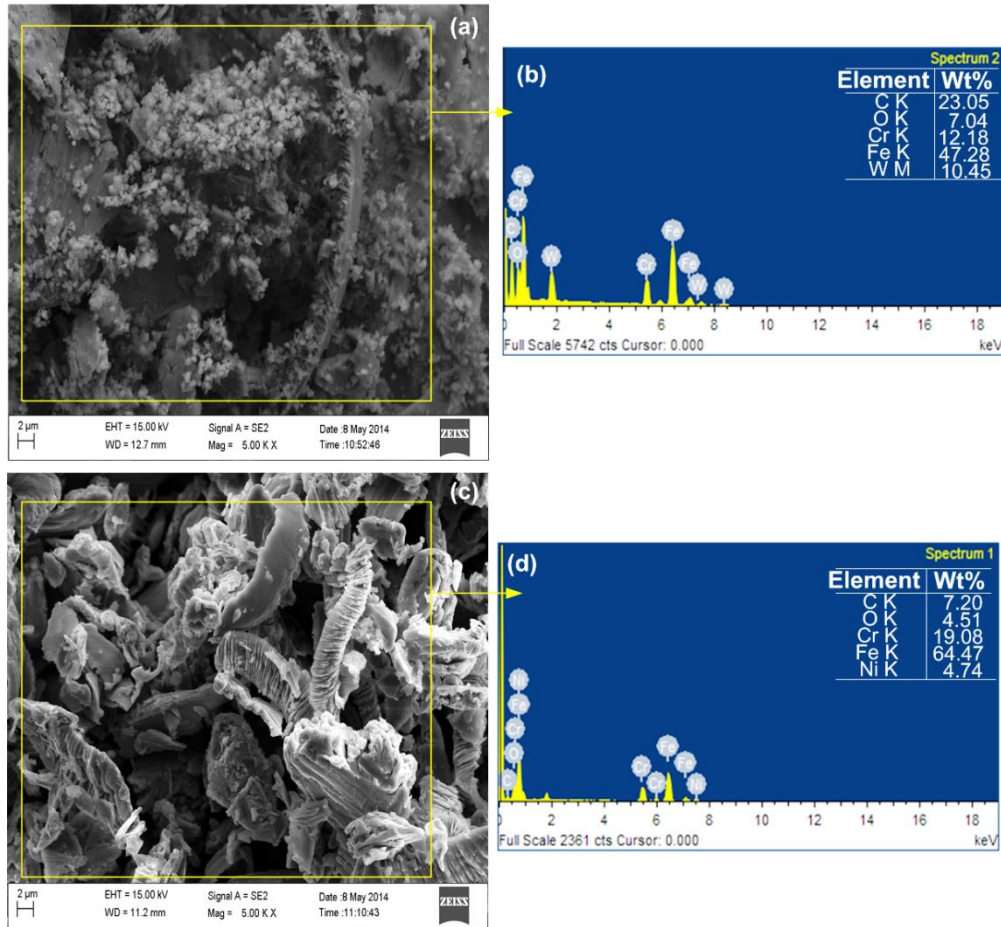 (a)
2 µm
EHT = 15.00 kV
WD = 12.7 mm
Signal A = SE2
Mag = 5.00 K X
Date :8 May 2014
Time :10:52:46
ZEISS
(b)
Spectrum 2
Element Wt%
C K 23.05
O K 7.04
Cr K 12.18
Fe K 47.28
W M 10.45
Fe
Cr
C
O
W
Cr
Fe
Fe
W
W
0 2 4 6 8 10 12 14 16 18
Full Scale 5742 cts Cursor: 0.000 keV
(c)
2 µm
EHT = 15.00 kV
WD = 11.2 mm
Signal A = SE2
Mag = 5.00 K X
Date :8 May 2014
Time :11:10:43
ZEISS
(d)
Spectrum 1
Element Wt%
C K 7.20
O K 4.51
Cr K 19.08
Fe K 64.47
Ni K 4.74
Ni
Fe
Cr
O
C
Cr
Cr
Fe
Fe
Ni
0 2 4 6 8 10 12 14 16 18
Full Scale 2361 cts Cursor: 0.000 keV